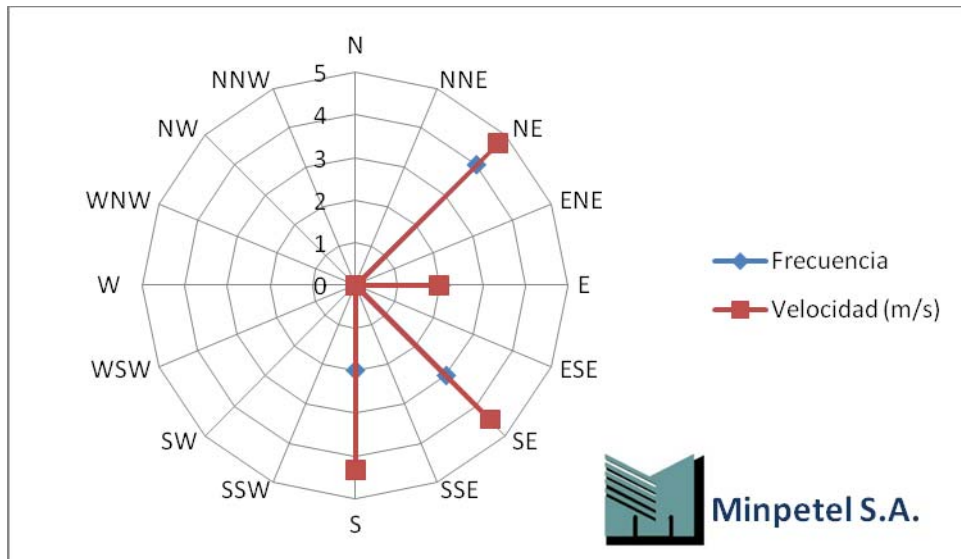 N
NNE
NE
ENE
E
ESE
SE
SSE
S
SSW
SW
WSW
W
WNW
NW
NNW
5
4
3
2
1
0
Frecuencia
Velocidad (m/s)
Minpetel S.A.